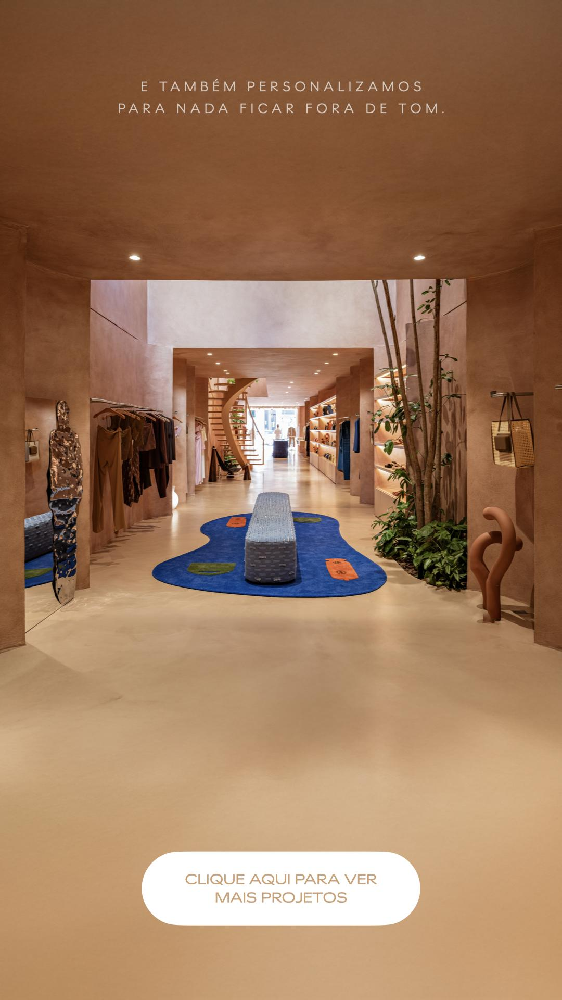 E TAMBÉM PERSONALIZAMOS
PARA NADA FICAR FORA DE TOM.
CLIQUE AQUI PARA VER
MAIS PROJETOS